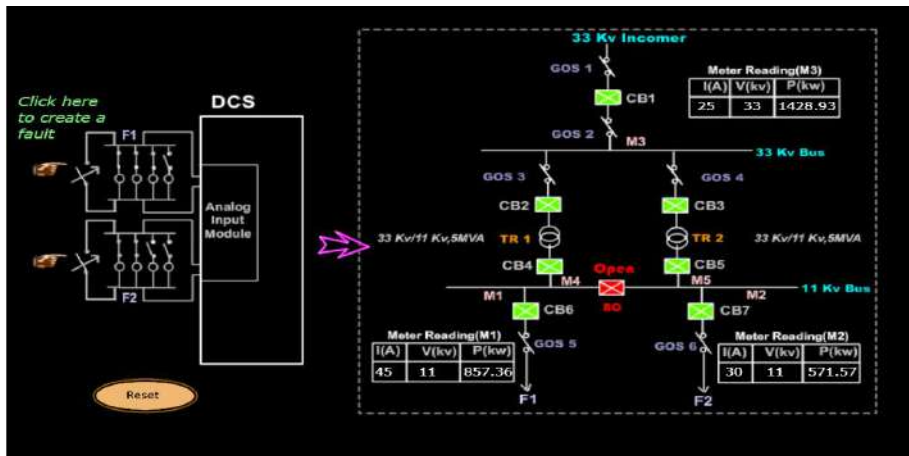 33 Kv Incomer
GOS 1
Meter Reading(M3)
I(A) V(kv) P(kw)
25 33 1428.93
CB1
DCS
Click here
to create a
fault
F1
GOS 2
M3
33 Kv Bus
GOS 3
GOS 4
CB2
CB3
Analog
Input
Module
33 Kv/11 Kv,5MVA
TR 1
TR 2
33 Kv/11 Kv,5MVA
CB4
Open
CB5
M4
M5
M1
M2
11 Kv Bus
F2
BC
CB6
CB7
Meter Reading(M1)
GOS 5
GOS 6
Meter Reading(M2)
I(A) V(kv) P(kw)
45 11 857.36
I(A) V(kv) P(kw)
30 11 571.57
Reset
F1
F2